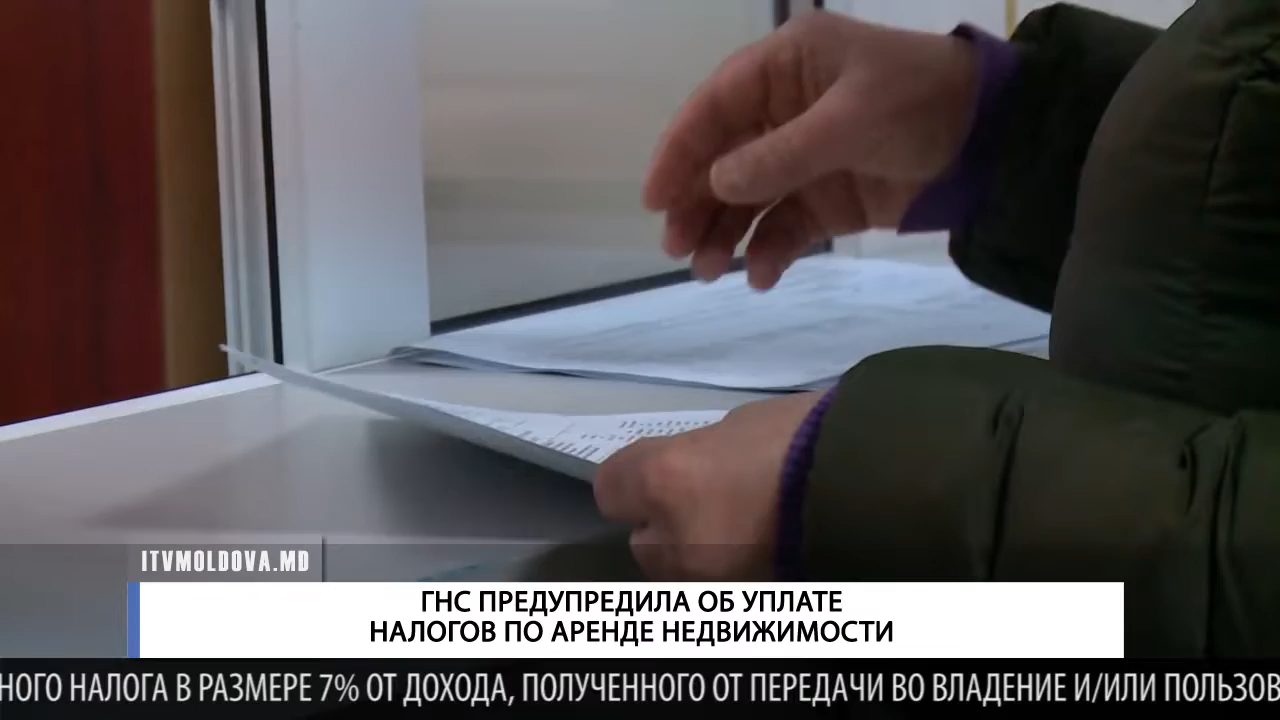 ITVMOLDOVA.MD
ГНС ПРЕДУПРЕДИЛА ОБ УПЛАТЕ
НАЛОГОВ ПО АРЕНДЕ НЕДВИЖИМОСТИ
НОГО НАЛОГА В РАЗМЕРЕ 7% ОТ ДОХОДА, ПОЛУЧЕННОГО ОТ ПЕРЕДАЧИ ВО ВЛАДЕНИЕ И/ИЛИ ПОЛЬЗОВ